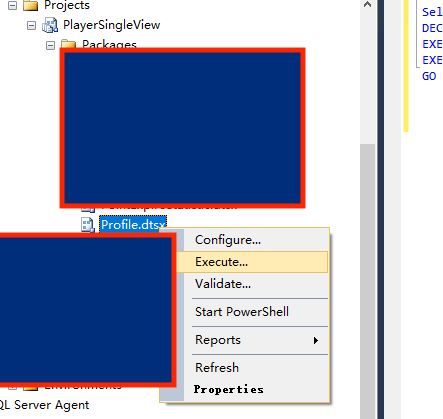 Projects
PlayerSingleView
Packages
Profile.dtsx
Configure...
Execute...
Validate...
Start PowerShell
Reports
Refresh
Properties
QL Server Agent
Sel
DEC
EXE
EXE
GO